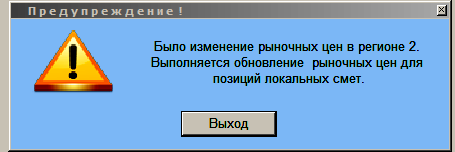 Предупреждение!
Было изменение рыночных цен в регионе 2.
Выполняется обновление рыночных цен для
позиций локальных смет.
Выход